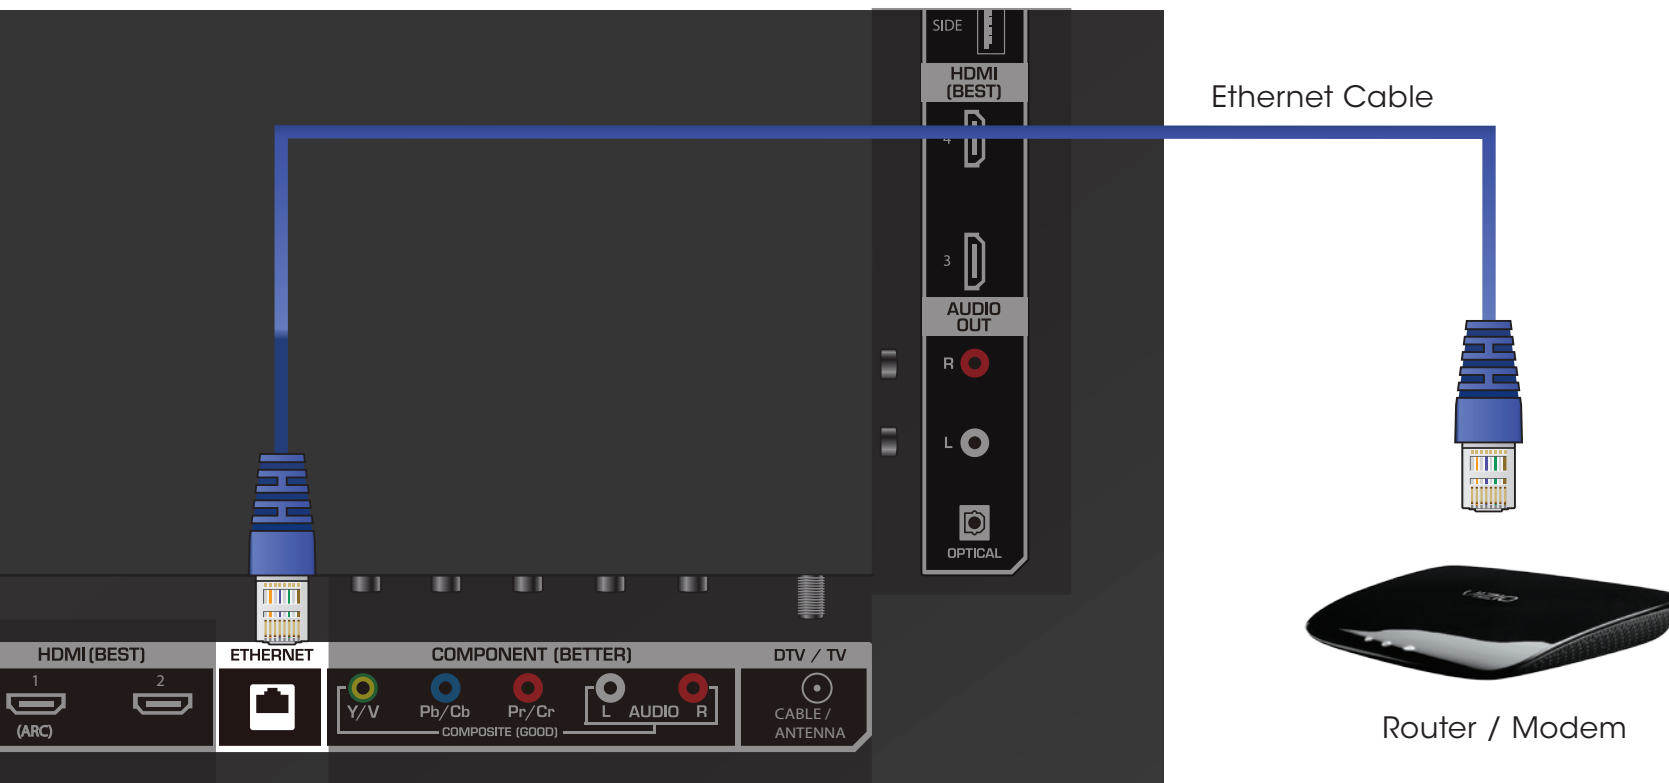 SIDE
HDMI
(BEST)
Ethernet Cable
4
3
AUDIO
OUT
R
L
OPTICAL
VIZIO
HDMI (BEST)
ETHERNET
COMPONENT (BETTER)
DTV / TV
1
2
(ARC)
Y/V
Pb/Cb
Pr/Cr
L
AUDIO
R
COMPOSITE (GOOD)
CABLE /
ANTENNA
Router / Modem